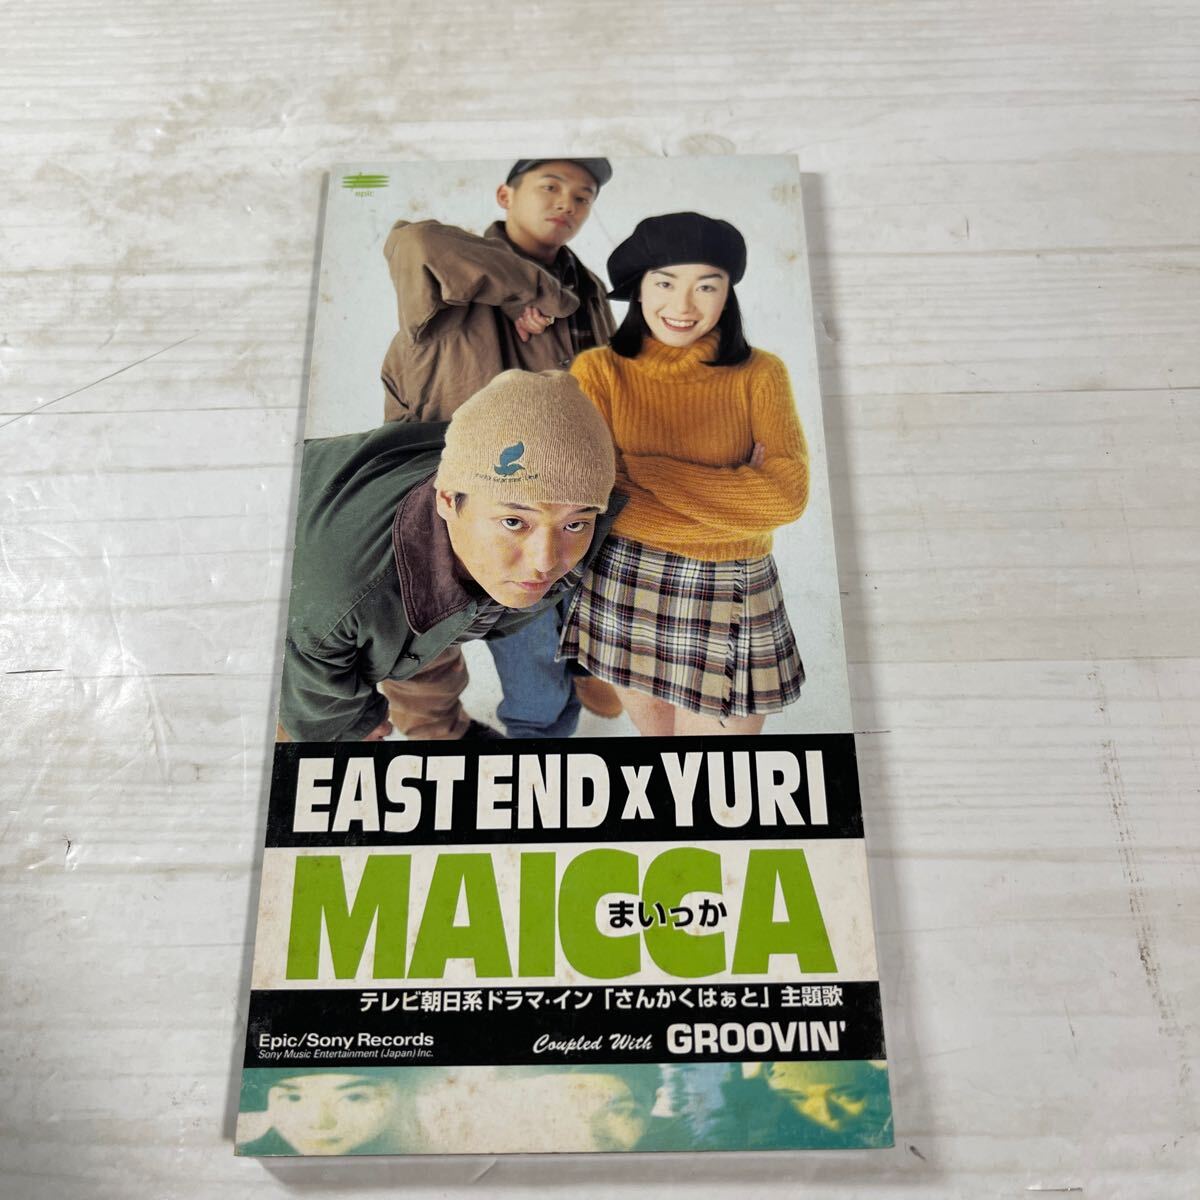 epic
EAST END X YURI
MAICCA
まいっか
テレビ朝日系ドラマ・イン「さんかくはぁと」主題歌
Epic/Sony Records
Sony Music Entertainment (Japan) Inc.
Coupled With GROOVIN'